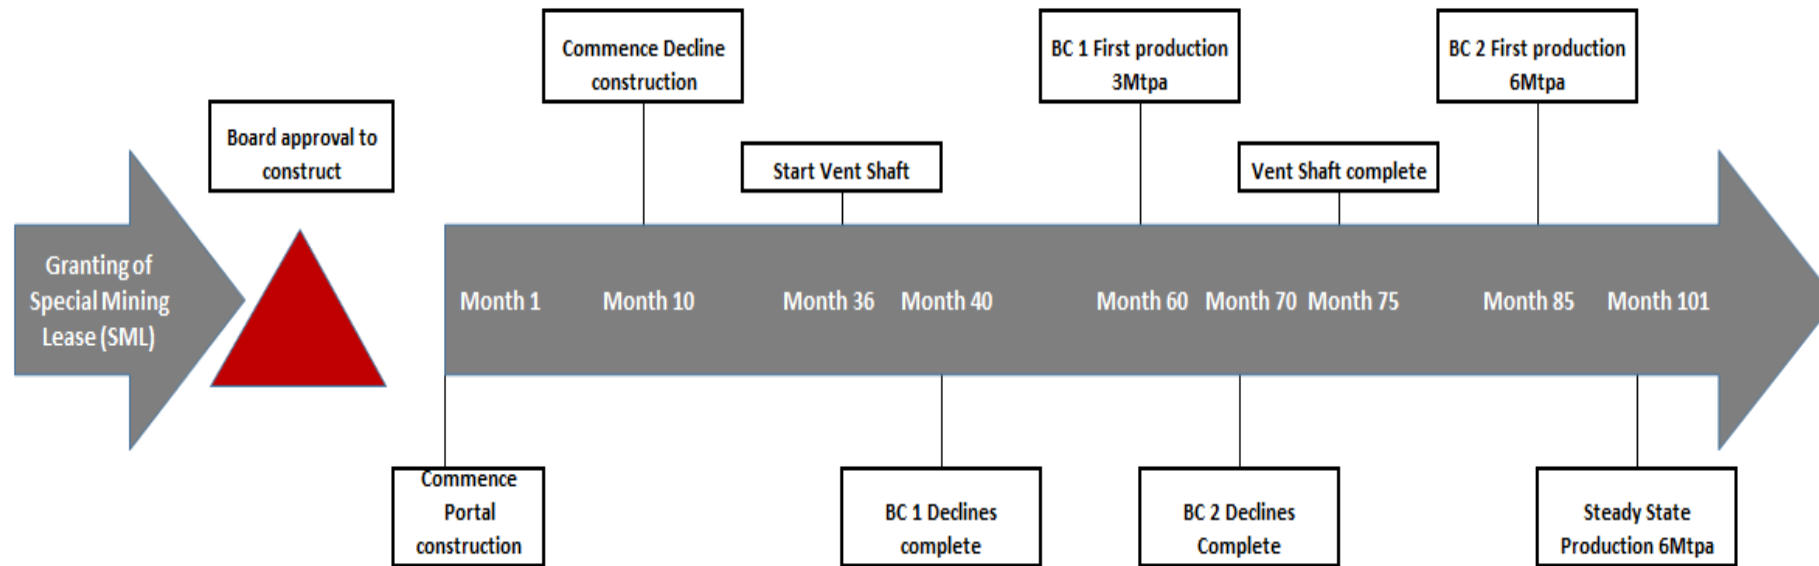 Commence Decline
construction
BC 1 First production
3Mtpa
BC 2 First production
6Mtpa
Board approval to
construct
Start Vent Shaft
Vent Shaft complete
Granting of
Special Mining
Lease (SML)
Month 1
Month 10
Month 36
Month 40
Month 60
Month 70
Month 75
Month 85
Month 101
Commence
Portal
construction
BC 1 Declines
complete
BC 2 Declines
Complete
Steady State
Production 6Mtpa